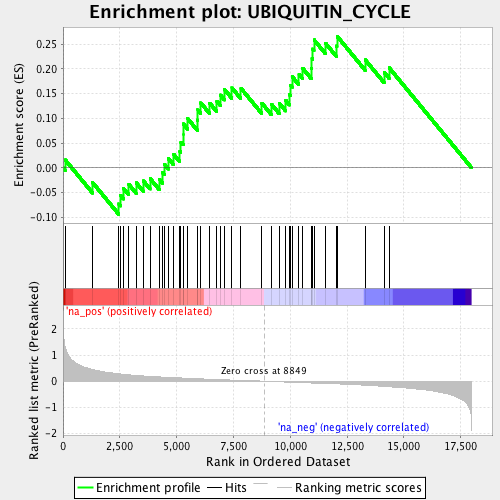 Enrichment plot: UBIQUITIN_CYCLE
Enrichment score (ES)
0.25
0.20
0.15
0.10
0.05
0.00
-0.05
-0.10
'na_pos' (positively correlated)
Ranked list metric (PreRanked)
2
1
0
-1
-2
Zero cross at 8849
'na_neg' (negatively correlated)
0
2,500
5,000
7,500
10,000
12,500
15,000
17,500
Rank in Ordered Dataset
Enrichment profile
Hits
Ranking metric scores